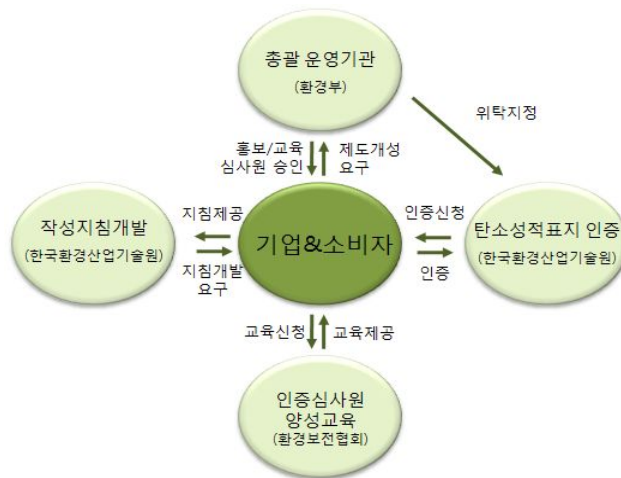 총괄 운영기관
(환경부)
위탁지정
홍보/교육
심사원 승인
제도개성
요구
작성지침개발
(한국환경산업기술원)
지침제공
지침개발
요구
기업&소비자
인증신청
인증
탄소성적표지 인증
(한국환경산업기술원)
교육신청
교육제공
인증심사원
양성교육
(환경보전협회)